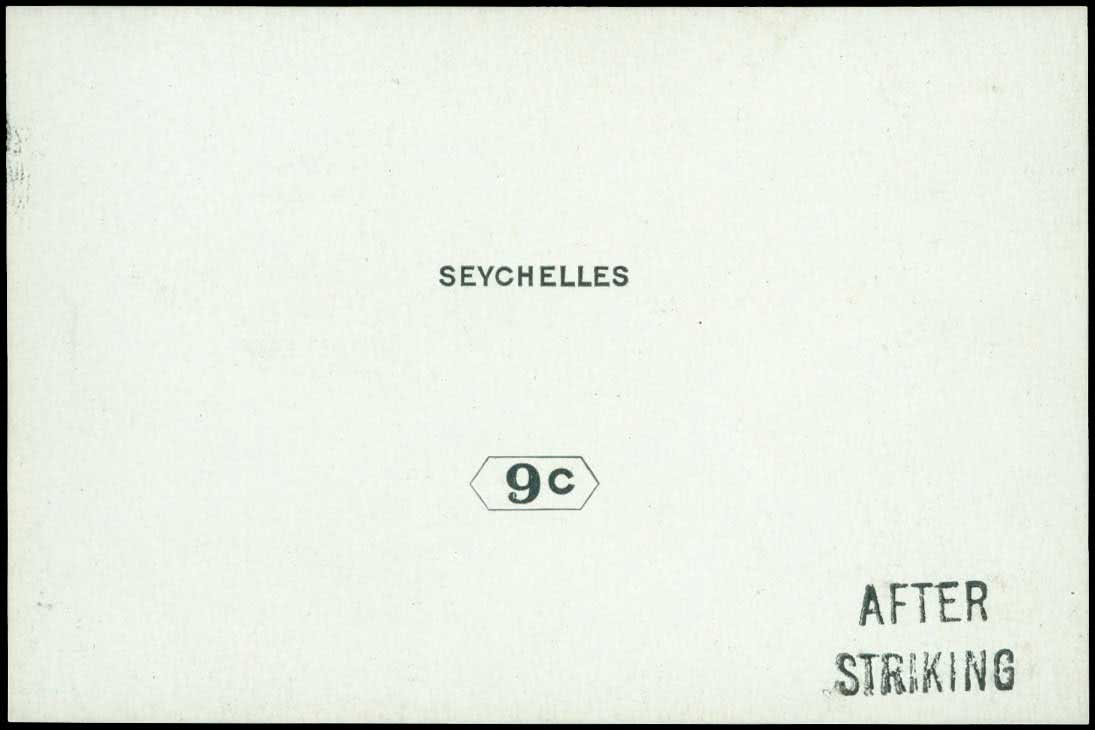 SEYCHELLES
9c
AFTER
STRIKING